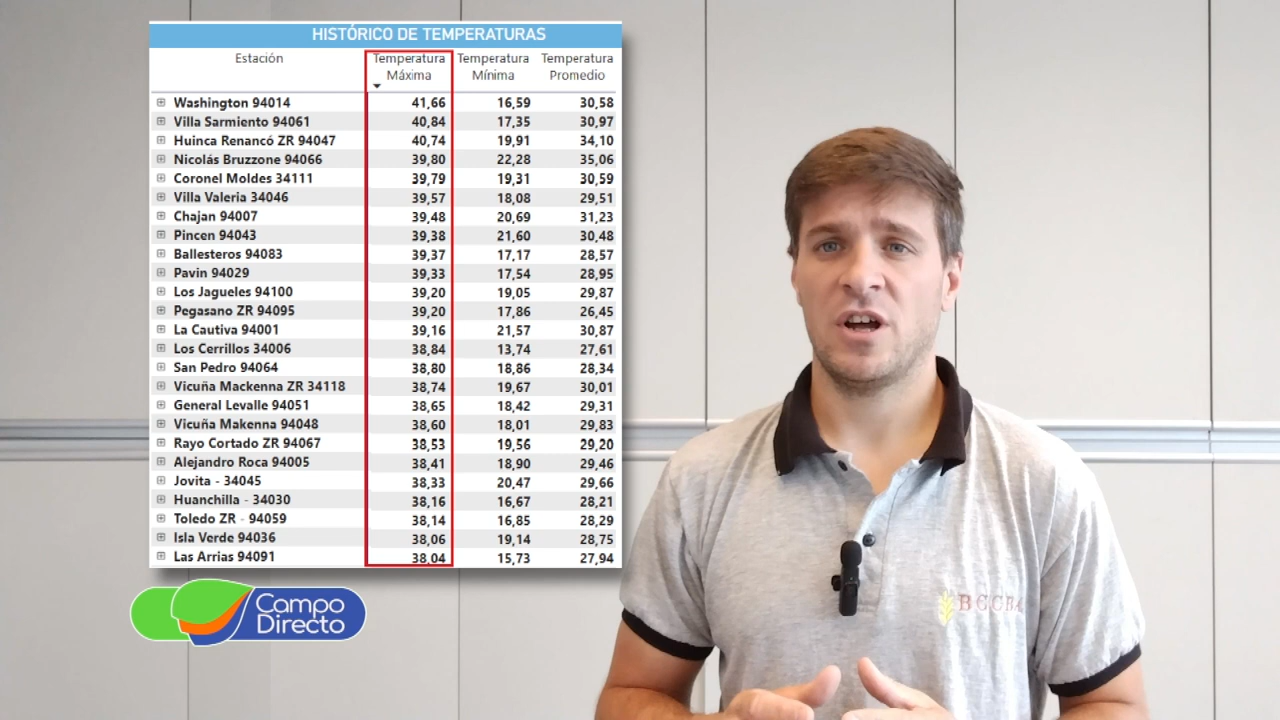 HISTÓRICO DE TEMPERATURAS
Estación Temperatura Máxima Temperatura Mínima Temperatura Promedio
Washington 94014 41,66 16,59 30,58
Villa Sarmiento 94061 40,84 17,35 30,97
Huinca Renancó ZR 94047 40,74 19,91 34,10
Nicolás Bruzzone 94066 39,80 22,28 35,06
Coronel Moldes 34111 39,79 19,31 30,59
Villa Valeria 34046 39,57 18,08 29,51
Chajan 94007 39,48 20,69 31,23
Pincen 94043 39,38 21,60 30,48
Ballesteros 94083 39,37 17,17 28,57
Pavin 94029 39,33 17,54 28,95
Los Jagueles 94100 39,20 19,05 29,87
Pegasano ZR 94095 39,20 17,86 26,45
La Cautiva 94001 39,16 21,57 30,87
Los Cerrillos 34006 38,84 13,74 27,61
San Pedro 94064 38,80 18,86 28,34
Vicuña Mackenna ZR 34118 38,74 19,67 30,01
General Levalle 94051 38,65 18,42 29,31
Vicuña Makenna 94048 38,60 18,01 29,83
Rayo Cortado ZR 94067 38,53 19,56 29,20
Alejandro Roca 94005 38,41 18,90 29,46
Jovita - 34045 38,33 20,47 29,66
Huanchilla - 34030 38,16 16,67 28,21
Toledo ZR - 94059 38,14 16,85 28,29
Isla Verde 94036 38,06 19,14 28,75
Las Arrias 94091 38,04 15,73 27,94
Campo
Directo